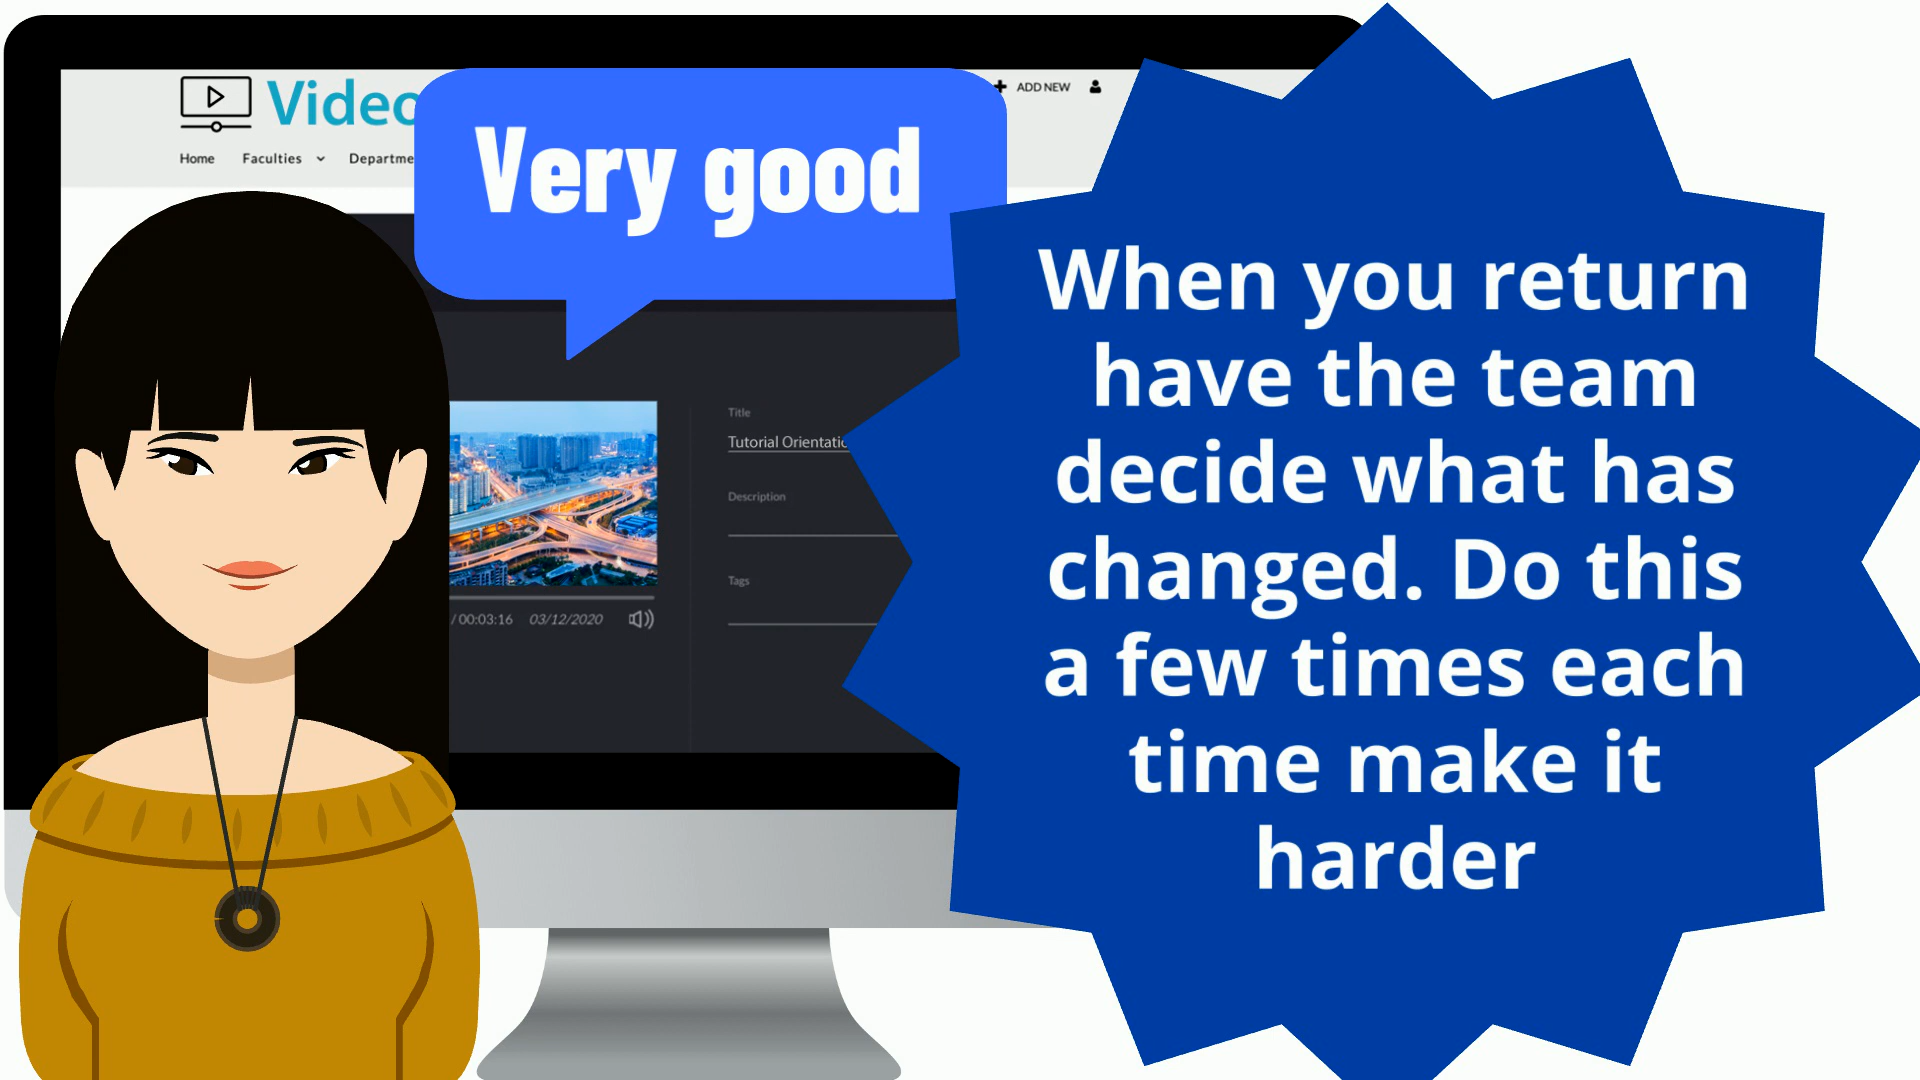 Video
ADD NEW
Home Faculties Departme
Very good
Title
Tutorial Orientatio
Description
Tags
/ 00:03:16 03/12/2020
When you return
have the team
decide what has
changed. Do this
a few times each
time make it
harder